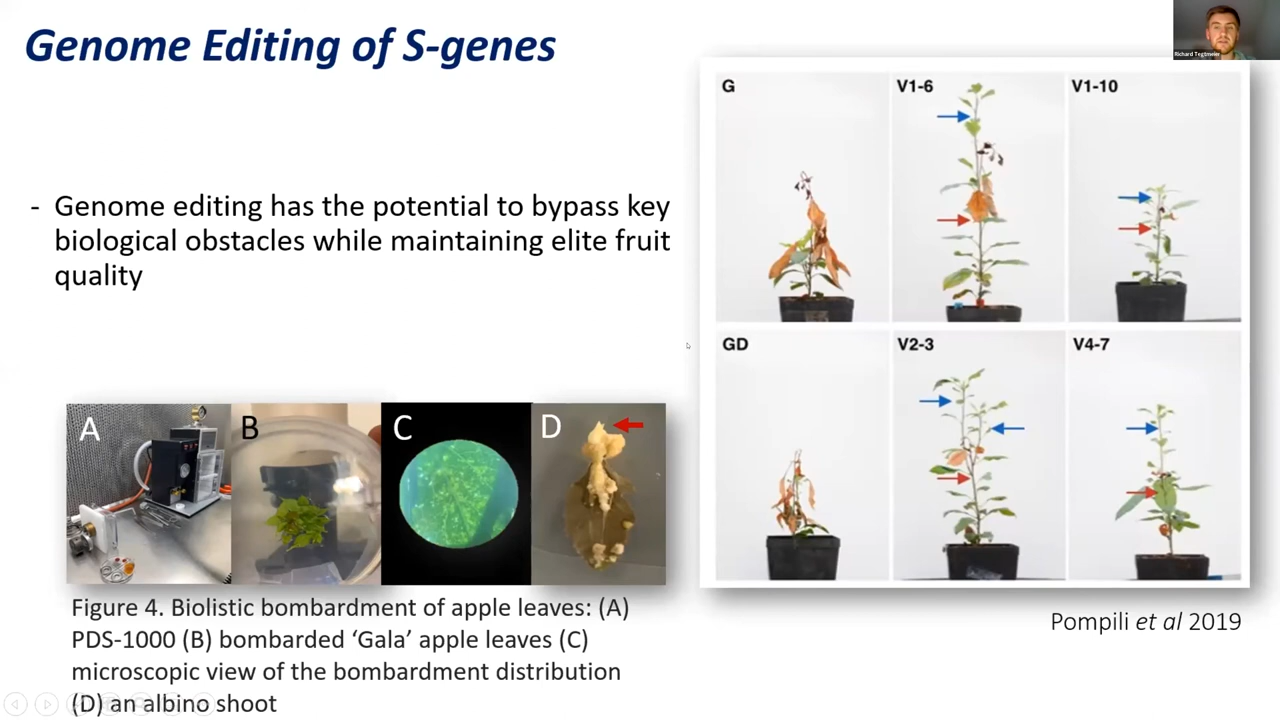 Genome Editing of S-genes
Richard Tegtmeier
- Genome editing has the potential to bypass key
biological obstacles while maintaining elite fruit
quality
G
V1-6
V1-10
GD
V2-3
V4-7
A
B
C
D
Figure 4. Biolistic bombardment of apple leaves: (A)
PDS-1000 (B) bombarded ‘Gala’ apple leaves (C)
microscopic view of the bombardment distribution
(D) an albino shoot
Pompili et al 2019